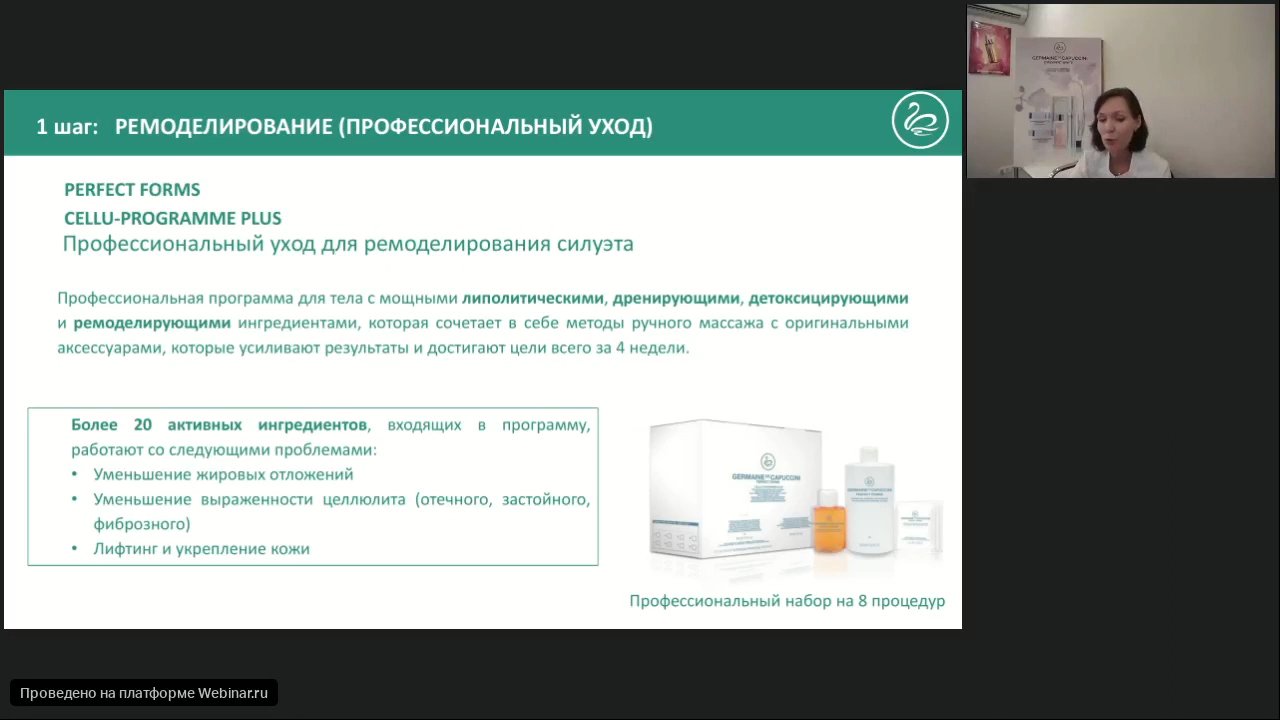 1 шаг: РЕМОДЕЛИРОВАНИЕ (ПРОФЕССИОНАЛЬНЫЙ УХОД)
PERFECT FORMS
CELLU-PROGRAMME PLUS
Профессиональный уход для ремоделирования силуэта
Профессиональная программа для тела с мощными липолитическими, дренирующими, детоксицирующими
и ремоделирующими ингредиентами, которая сочетает в себе методы ручного массажа с оригинальными
аксессуарами, которые усиливают результаты и достигают цели всего за 4 недели.
Более 20 активных ингредиентов, входящих в программу,
работают со следующими проблемами:
• Уменьшение жировых отложений
• Уменьшение выраженности целлюлита (отечного, застойного,
фиброзного)
• Лифтинг и укрепление кожи
GERMAINE DE CAPUCCINI
Профессиональный набор на 8 процедур
GERMAINE DE CAPUCCINI
Проведено на платформе Webinar.ru